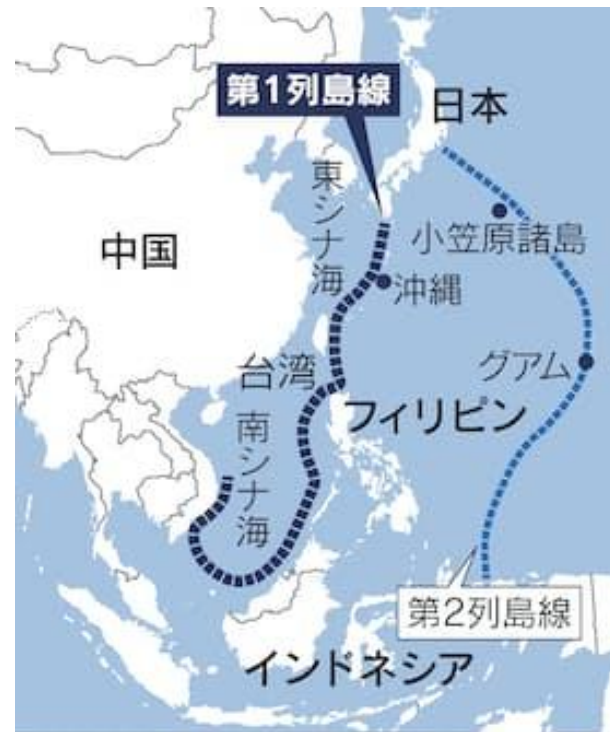 第1列島線
日本
東シナ海
小笠原諸島
中国
沖縄
台湾
グアム
フィリピン
南シナ海
第2列島線
インドネシア